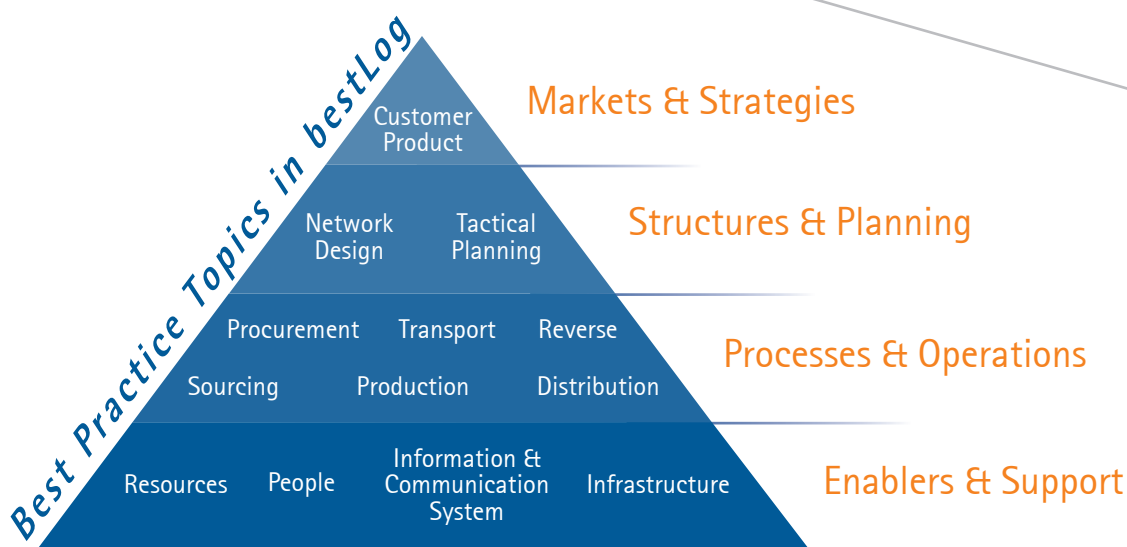 Best Practice Topics in bestLog
Customer
Product
Markets & Strategies
Network
Design
Tactical
Planning
Structures & Planning
Procurement
Transport
Reverse
Sourcing
Production
Distribution
Processes & Operations
Resources
People
Information &
Communication
System
Infrastructure
Enablers & Support